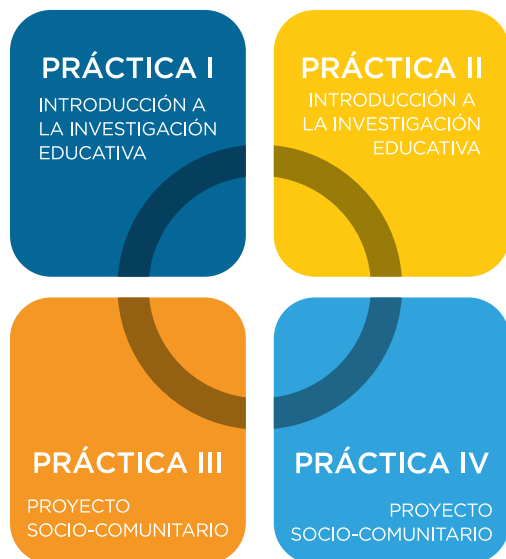 PRÁCTICA I
INTRODUCCIÓN A
LA INVESTIGACIÓN
EDUCATIVA
PRÁCTICA II
INTRODUCCIÓN A
LA INVESTIGACIÓN
EDUCATIVA
PRÁCTICA III
PROYECTO
SOCIO-COMUNITARIO
PRÁCTICA IV
PROYECTO
SOCIO-COMUNITARIO